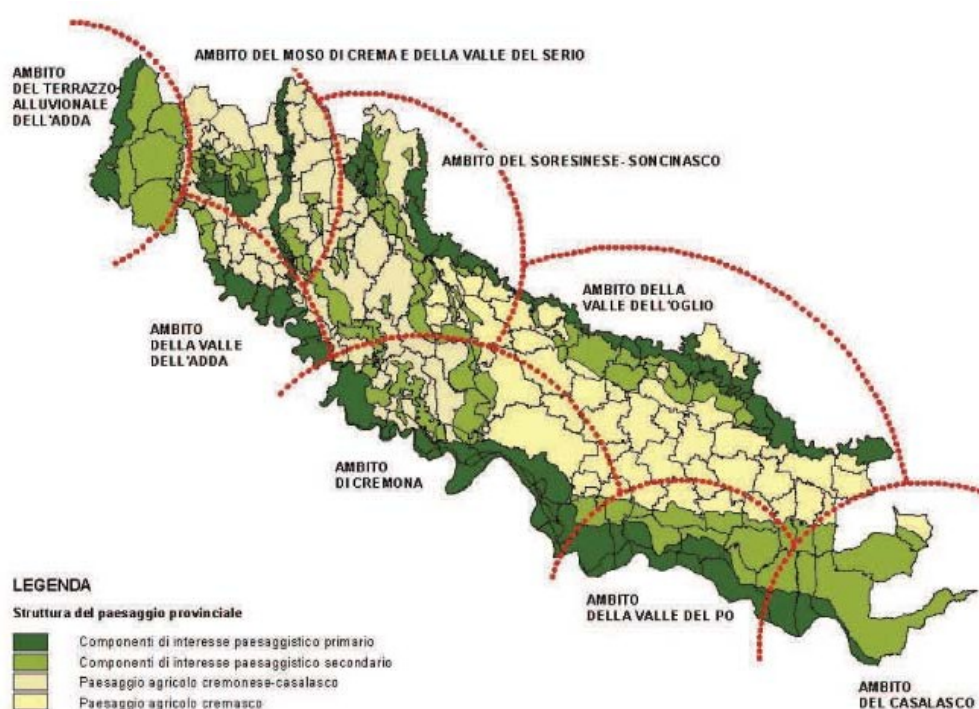 AMBITO
DEL TERRAZZO
ALLUVIONALE
DELL'ADDA
AMBITO DEL MOSO DI CREMA E DELLA VALLE DEL SERIO
AMBITO DEL SORESINESE- SONCINASCO
AMBITO DELLA
VALLE DELL'OGLIO
AMBITO
DELLA VALLE
DELL'ADDA
AMBITO
DI CREMONA
AMBITO
DELLA VALLE DEL PO
AMBITO
DEL CASALASCO
LEGENDA
Struttura del paesaggio provinciale
Componenti di interesse paesaggistico primario
Componenti di interesse paesaggistico secondario
Paesaggio agricolo cremonese-casalasco
Paesaggio agricolo cremasco